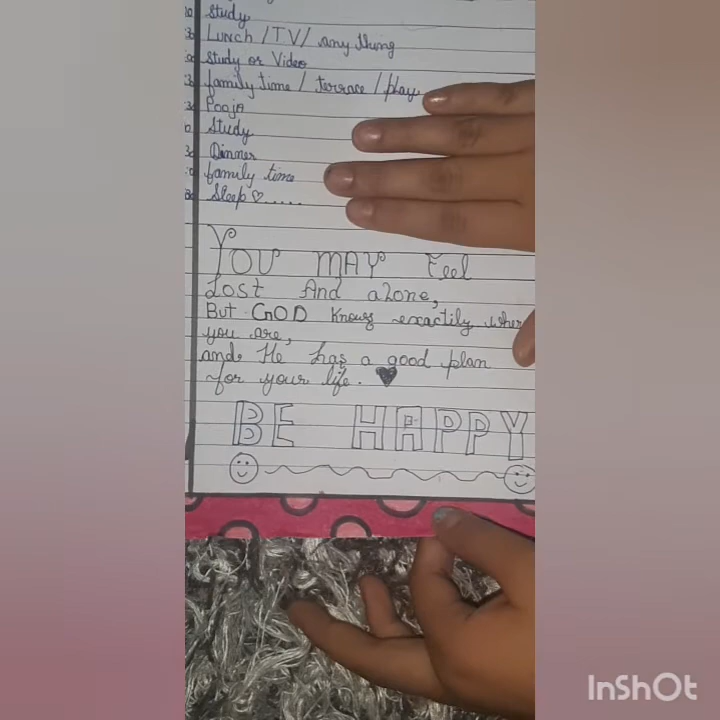 Study
Lunch / TV / any thing
Study or Video
family time / terrace / play
Pooja
Study
Dinner
family time
Sleep ♡.....
You MAY Feel
Lost And alone,
But GOD Knows exactily wher
you are,
and He has a good plan
for your life. ♥
BE HAPPY
InShOt